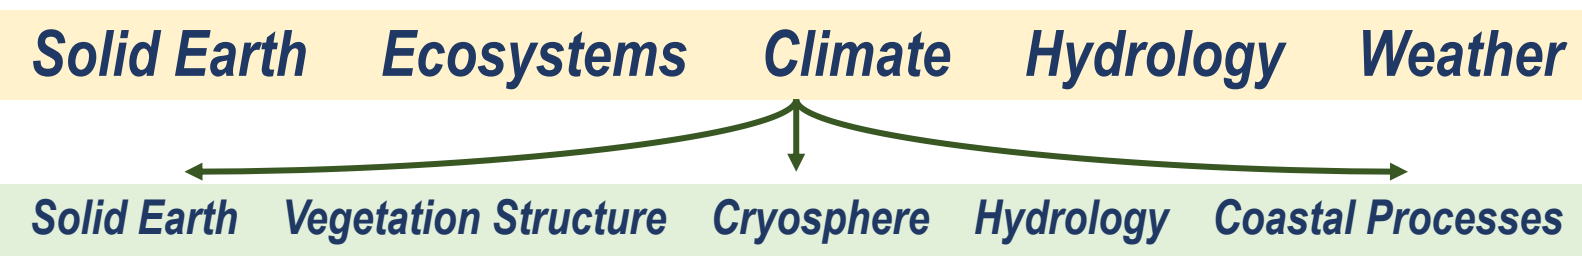 Solid Earth Ecosystems Climate Hydrology Weather
Solid Earth Vegetation Structure Cryosphere Hydrology Coastal Processes